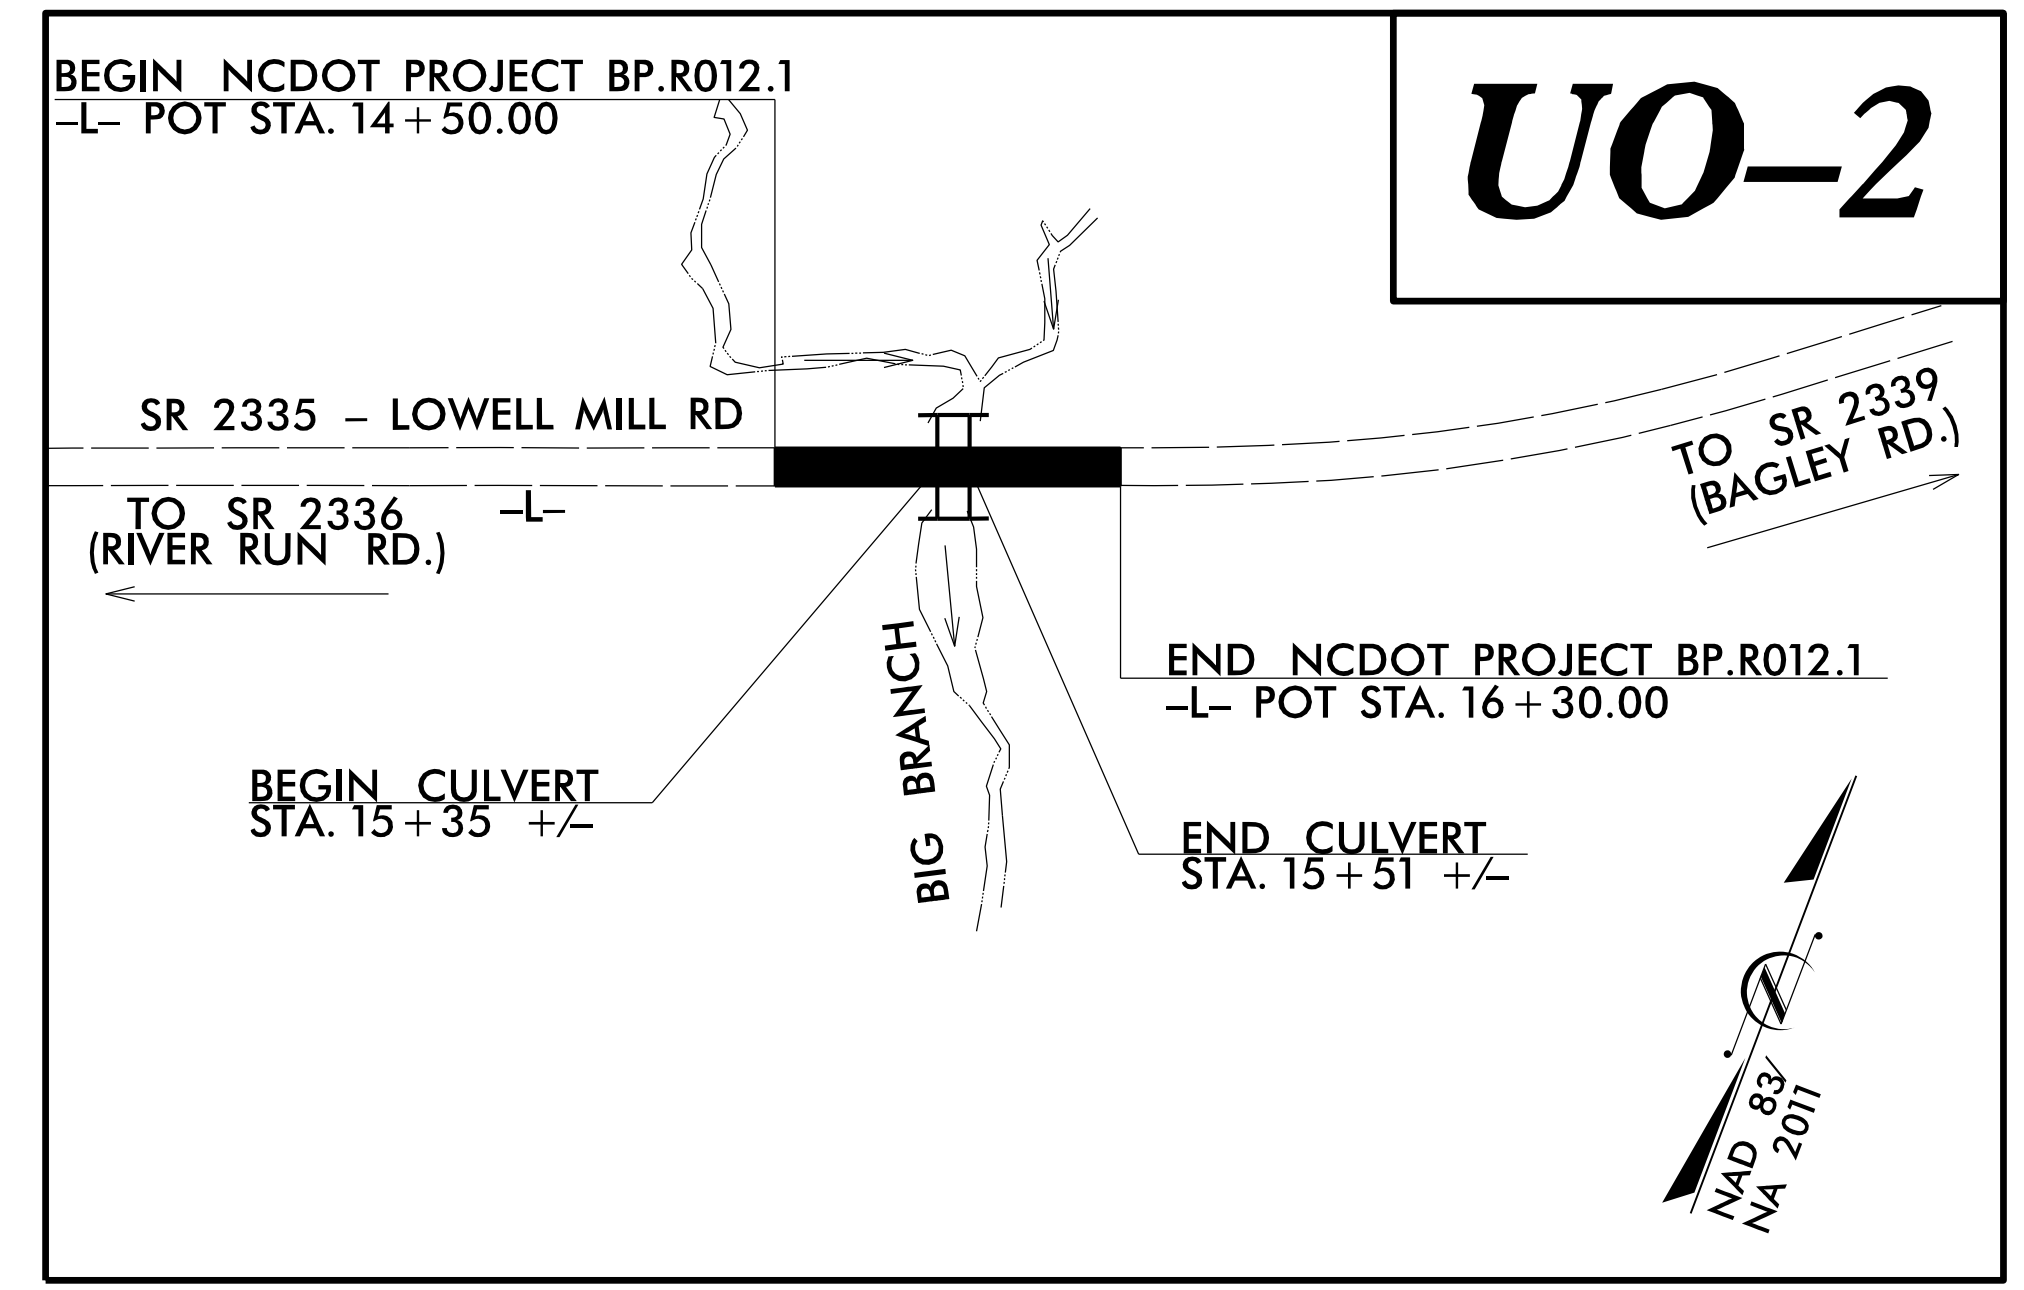 BEGIN NCDOT PROJECT BP.R012.1
-L- POT STA. 14+50.00
UO-2
SR 2335 - LOWELL MILL RD
TO SR 2336
(RIVER RUN RD.)
-L-
TO SR 2339
(BAGLEY RD.)
BIG BRANCH
END NCDOT PROJECT BP.R012.1
-L- POT STA. 16+30.00
BEGIN CULVERT
STA. 15+35 +/-
END CULVERT
STA. 15+51 +/-
N
NAD 83/
NA 2011